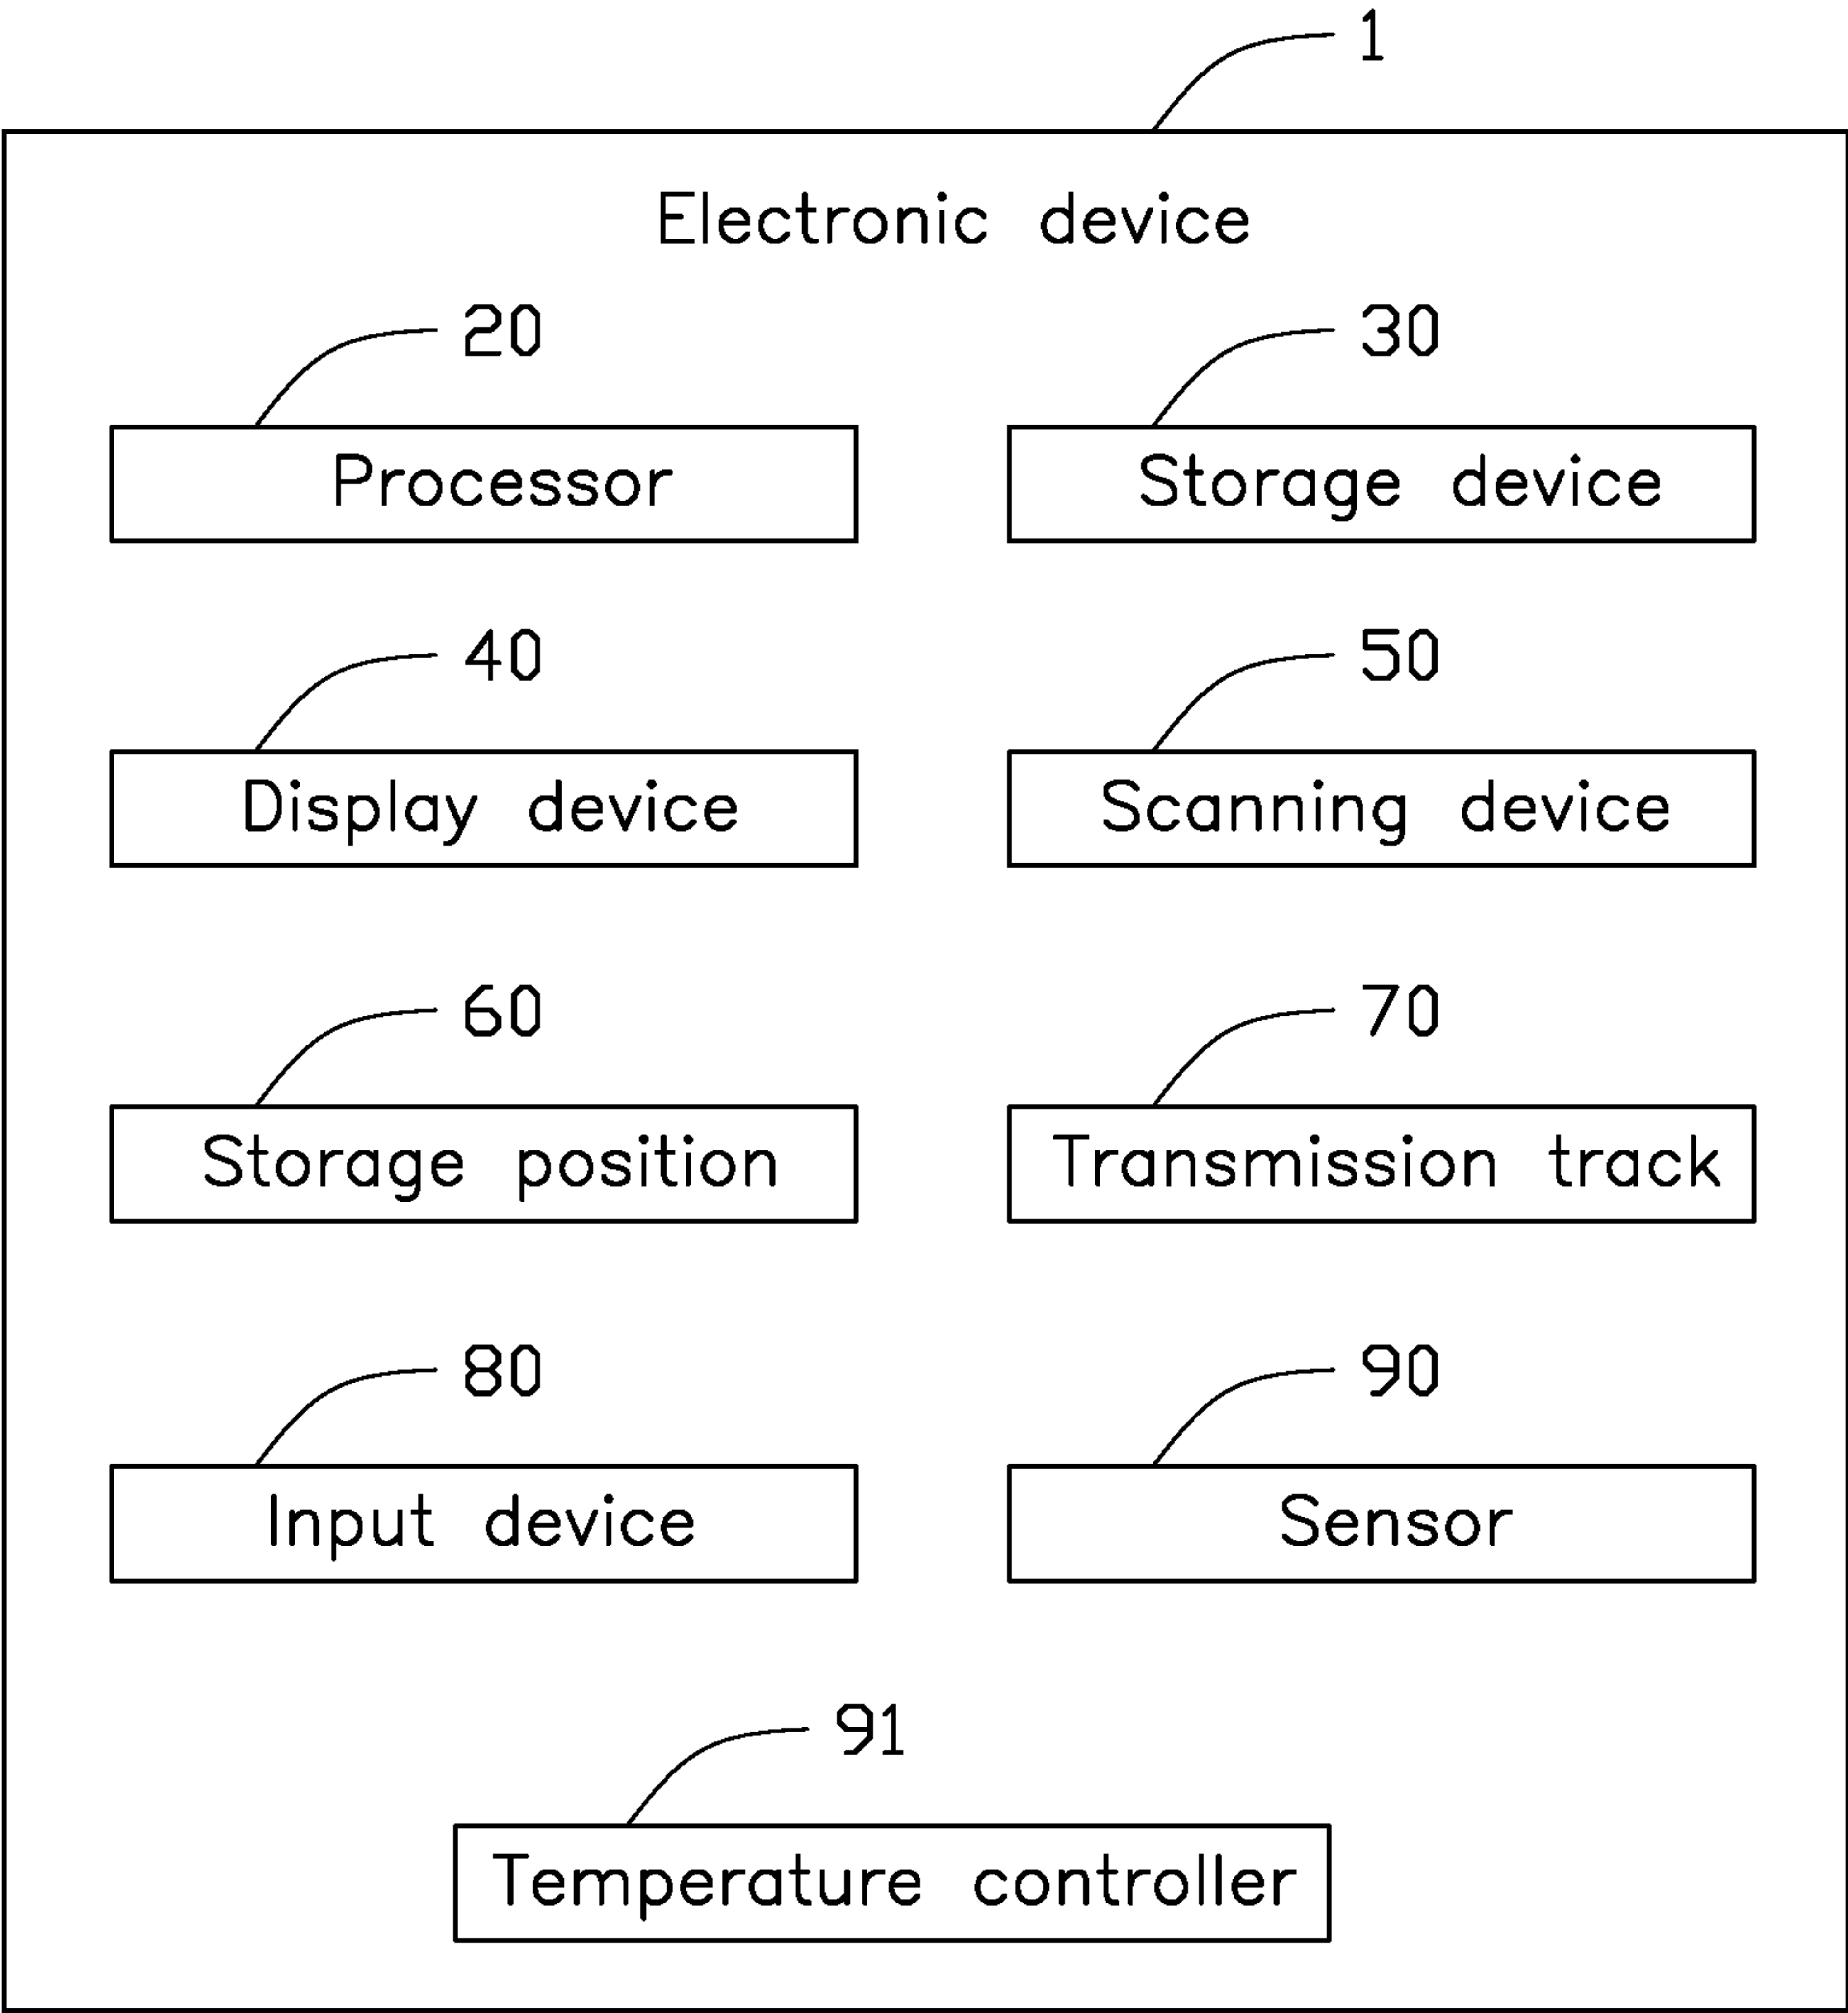 1
Electronic device
20 30
Processor Storage device
40 50
Display device Scanning device
60 70
Storage position Transmission track
80 90
Input device Sensor
91
Temperature controller